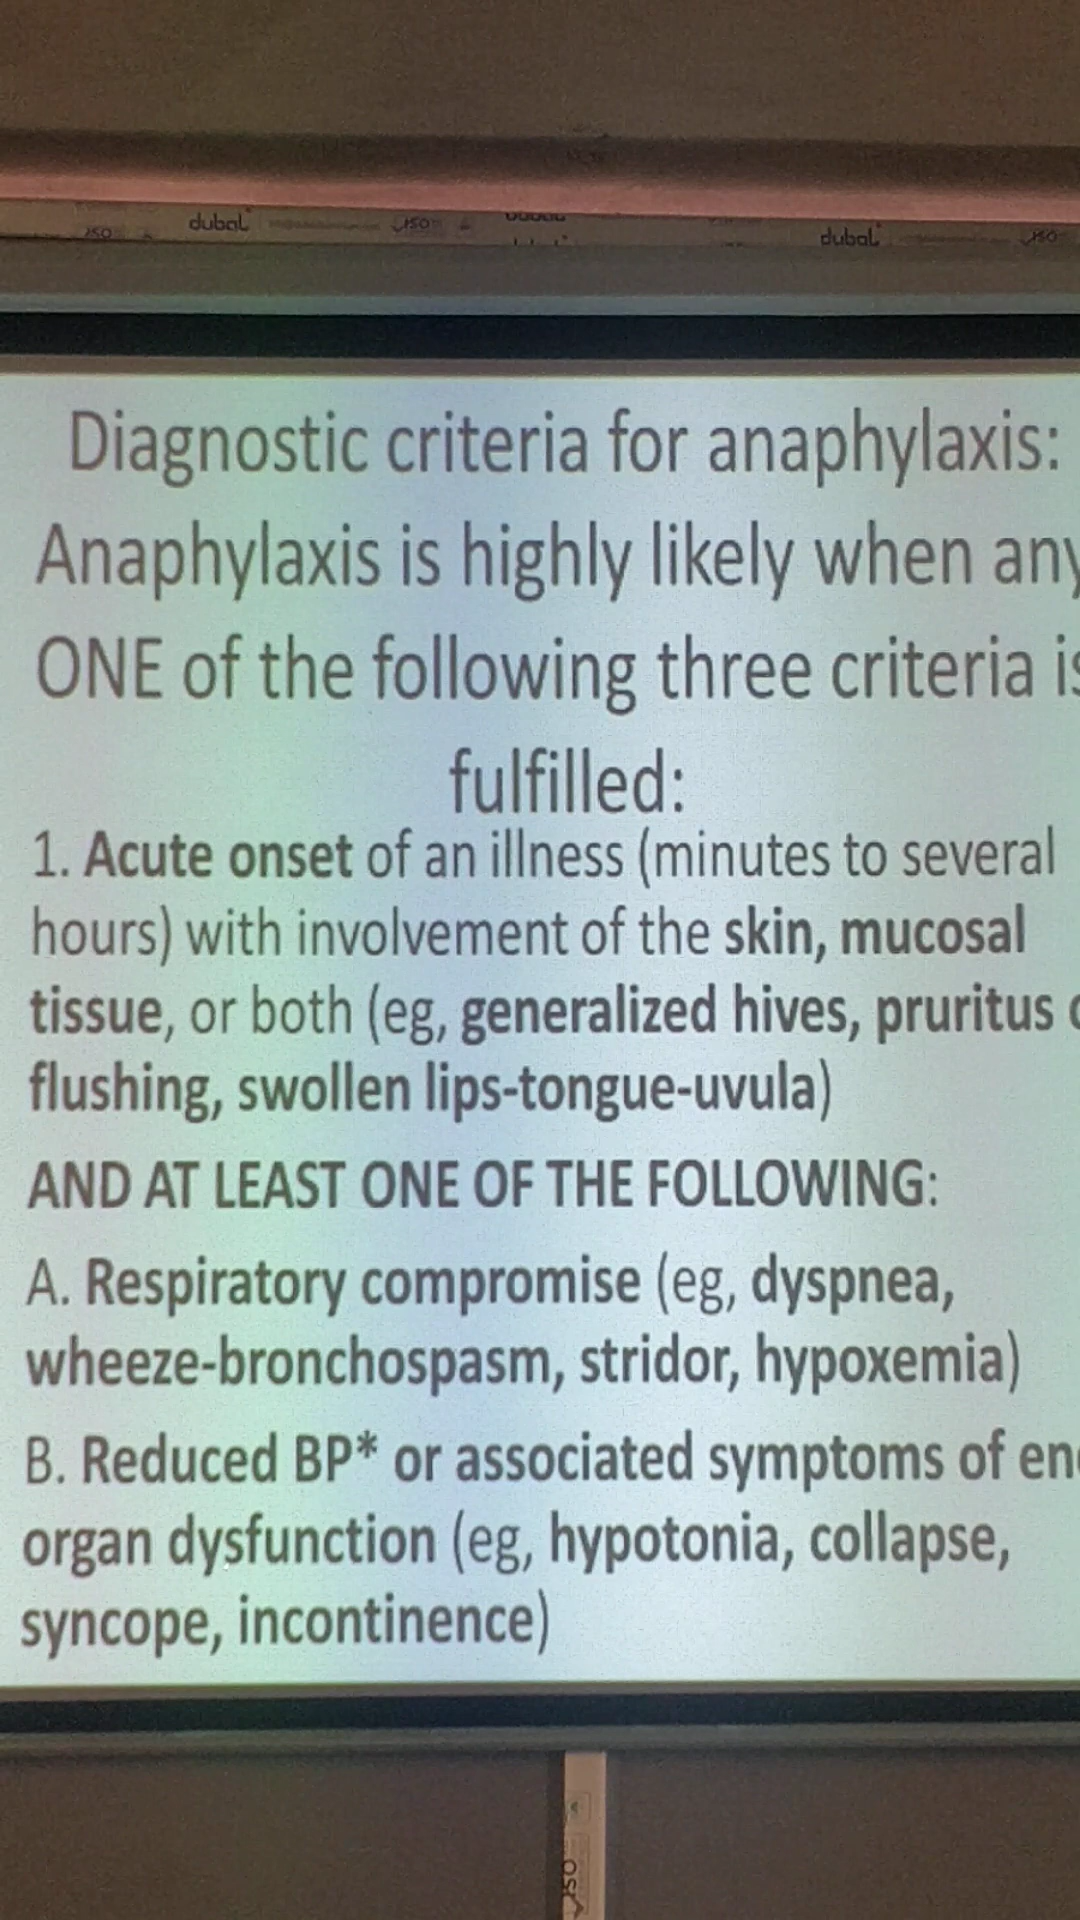 dubal
dubal
Diagnostic criteria for anaphylaxis:
Anaphylaxis is highly likely when any
ONE of the following three criteria is
fulfilled:
1. Acute onset of an illness (minutes to several
hours) with involvement of the skin, mucosal
tissue, or both (eg, generalized hives, pruritus
flushing, swollen lips-tongue-uvula)
AND AT LEAST ONE OF THE FOLLOWING:
A. Respiratory compromise (eg, dyspnea,
wheeze-bronchospasm, stridor, hypoxemia)
B. Reduced BP* or associated symptoms of
organ dysfunction (eg, hypotonia, collapse,
syncope, incontinence)